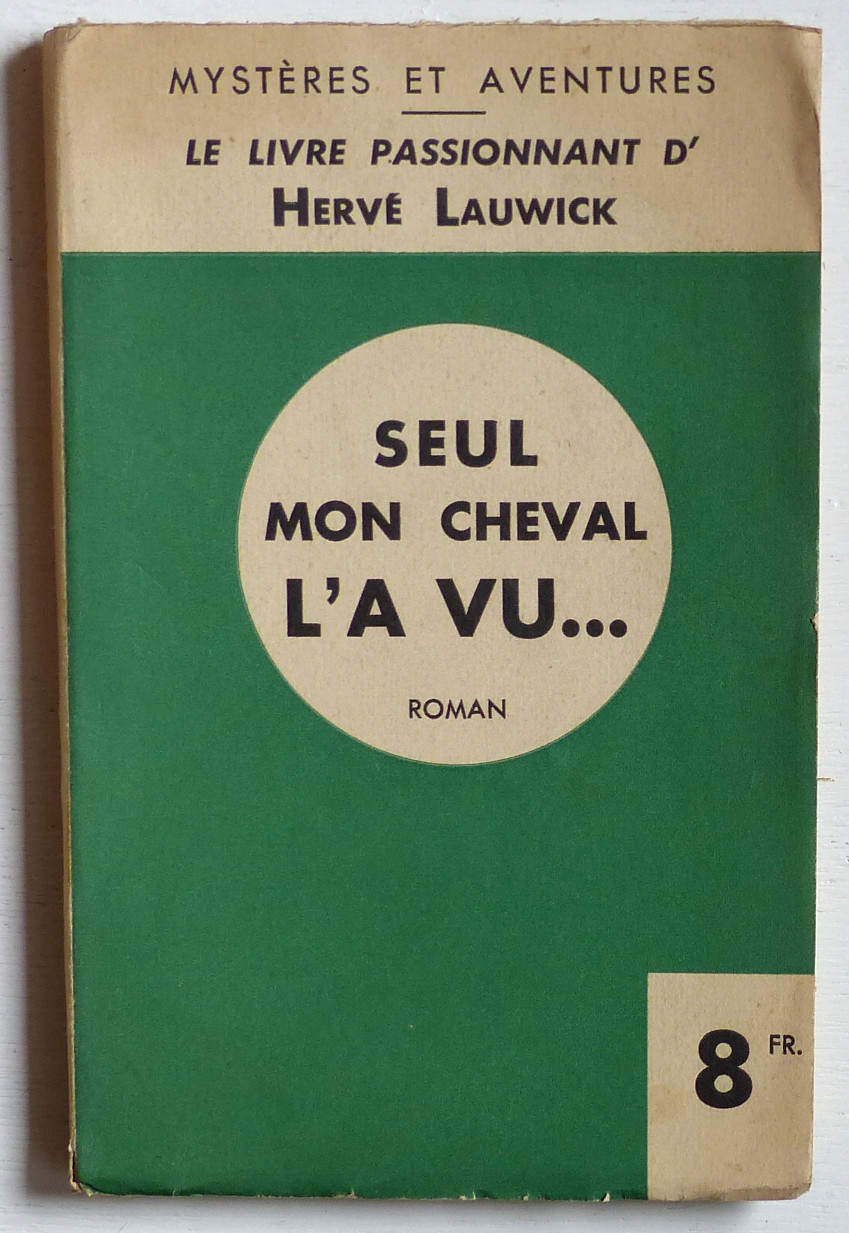 MYSTÈRES ET AVENTURES
LE LIVRE PASSIONNANT D'
HERVÉ LAUWICK
SEUL
MON CHEVAL
L'A VU...
ROMAN
8 FR.